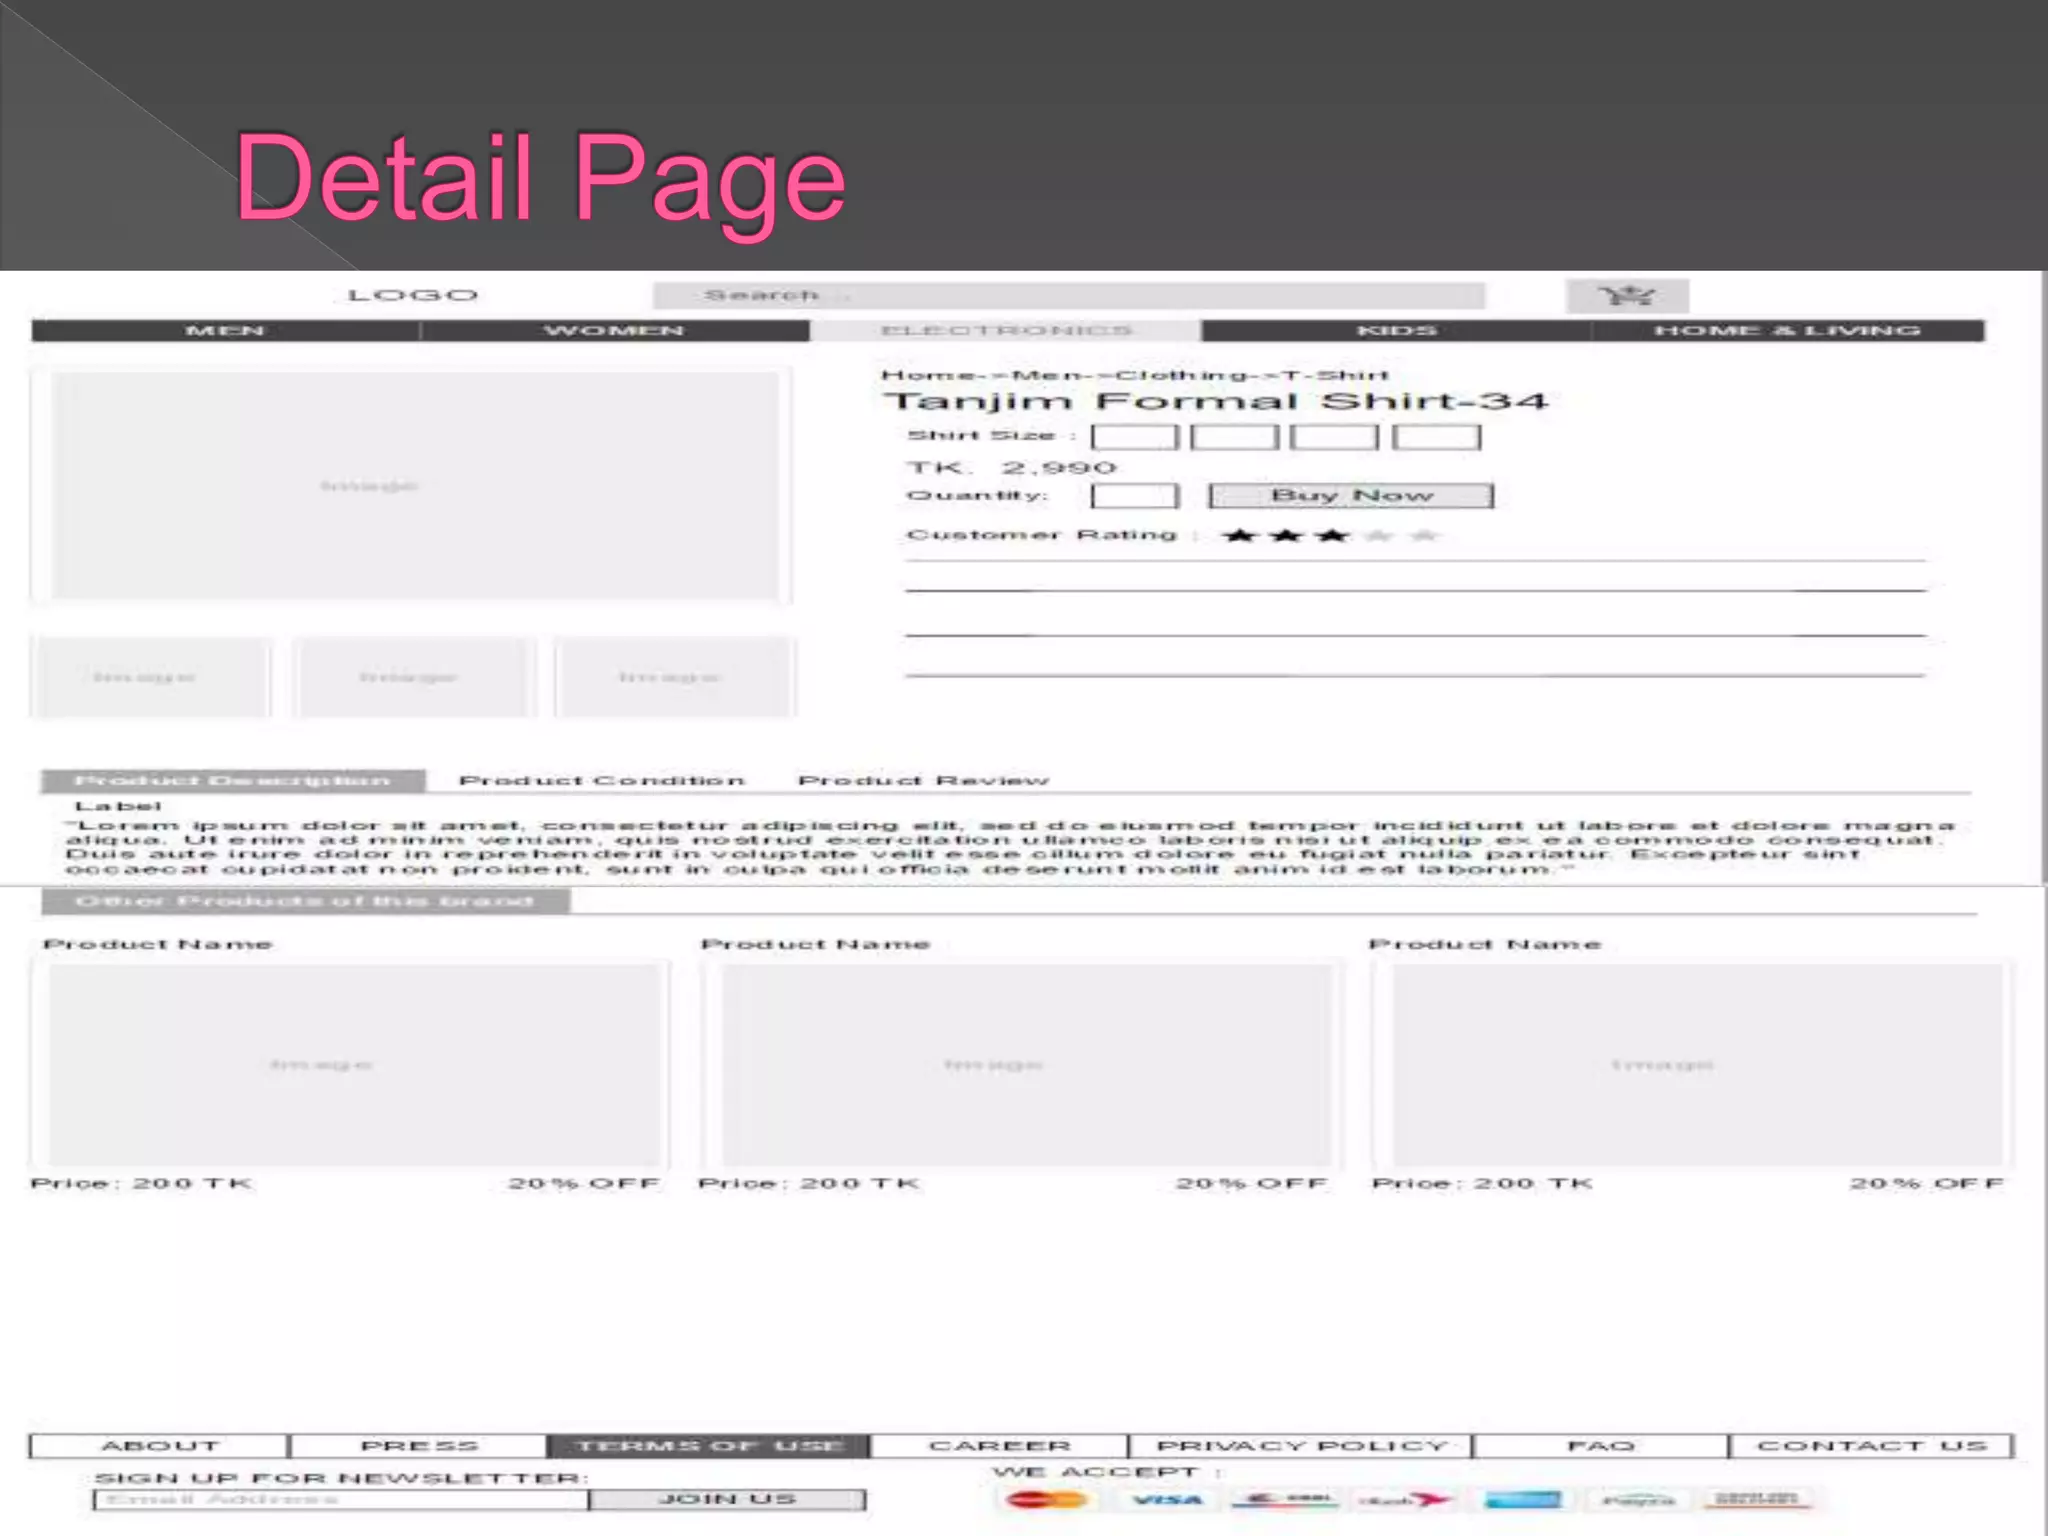 Detail Page
LOGO
Search...
MEN WOMEN ELECTRONICS KIDS HOME & LIVING
Home->Men->Clothing->T-Shirt
Tanjim Formal Shirt-34
Shirt Size :
TK. 2,990
Quantity: Buy Now
Customer Rating :
Image
Image Image Image
Product Description Product Condition Product Review
Label
"Lorem ipsum dolor sit amet, consectetur adipiscing elit, sed do eiusmod tempor incididunt ut labore et dolore magna
aliqua. Ut enim ad minim veniam, quis nostrud exercitation ullamco laboris nisi ut aliquip ex ea commodo consequat.
Duis aute irure dolor in reprehenderit in voluptate velit esse cillum dolore eu fugiat nulla pariatur. Excepteur sint
occaecat cupidatat non proident, sunt in culpa qui officia deserunt mollit anim id est laborum."
Other Products of this brand
Product Name Product Name Product Name
Image Image Image
Price: 200 TK 20% OFF Price: 200 TK 20% OFF Price: 200 TK 20% OFF
ABOUT PRESS TERMS OF USE CAREER PRIVACY POLICY FAQ CONTACT US
SIGN UP FOR NEWSLETTER: WE ACCEPT :
Email Address JOIN US
VISA